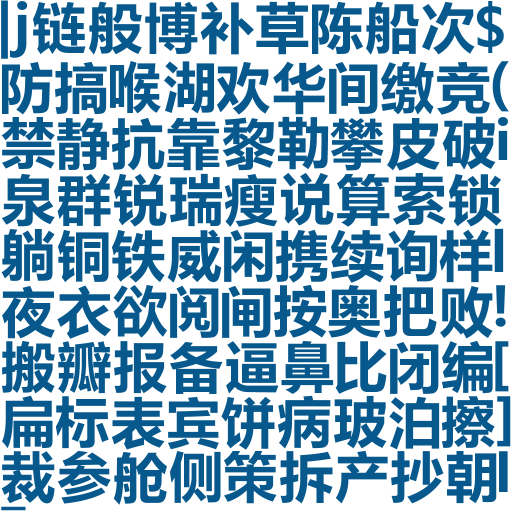 |j链般博补草陈船次$
防搞喉湖欢华间缴竞(
禁静抗靠黎勒攀皮破i
泉群锐瑞瘦说算索锁
躺铜铁威闲携续询样l
夜衣欲阅闸按奥把败!
搬瓣报备逼鼻比闭编[
扁标表宾饼病玻泊擦]
裁参舱侧策拆产抄朝l